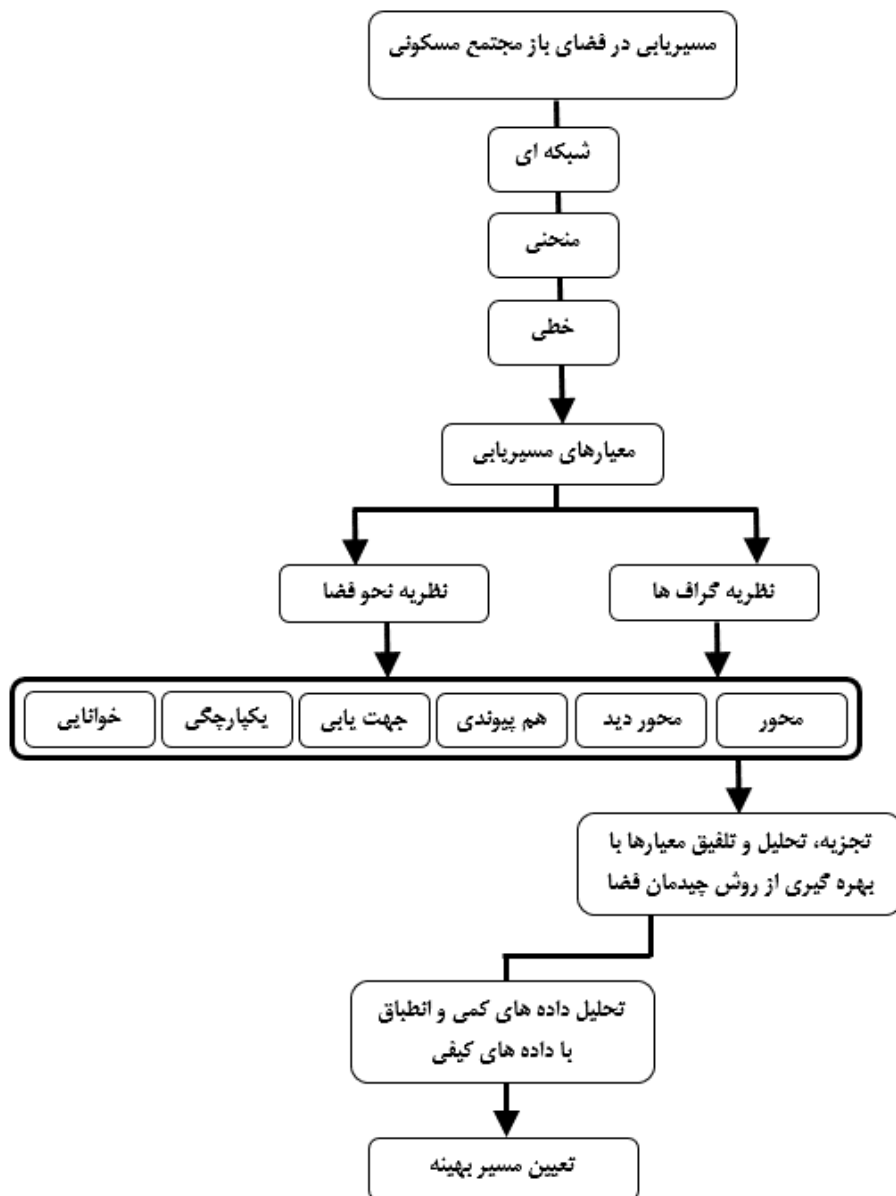 مسیریابی در فضای باز مجتمع مسکونی
شبکه ای
منحنی
خطی
معیارهای مسیریابی
نظریه گراف ها
نظریه نحو فضا
محور
محور دید
هم پیوندی
جهت یابی
یکپارچگی
خوانایی
تجزیه، تحلیل و تلفیق معیارها با
بهره گیری از روش چیدمان فضا
تحلیل داده های کمی و انطباق
با داده های کیفی
تعیین مسیر بهینه